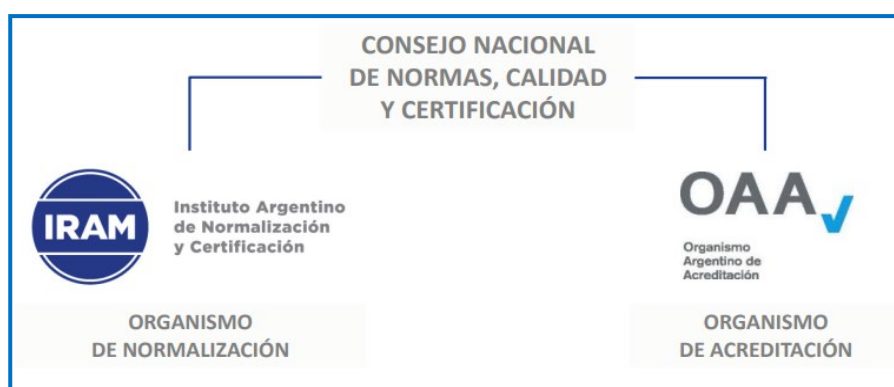 CONSEJO NACIONAL
DE NORMAS, CALIDAD
Y CERTIFICACIÓN
IRAM
Instituto Argentino
de Normalización
y Certificación
ORGANISMO
DE NORMALIZACIÓN
OAA
Organismo
Argentino de
Acreditación
ORGANISMO
DE ACREDITACIÓN